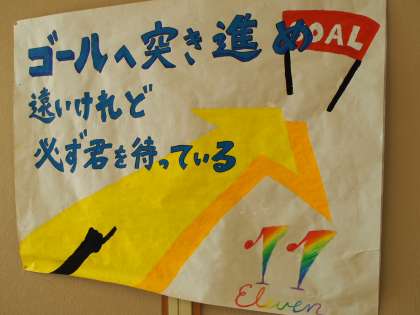 ゴールへ突き進め
GOAL
遠いけれど
必ず君を待っている
11
Eleven